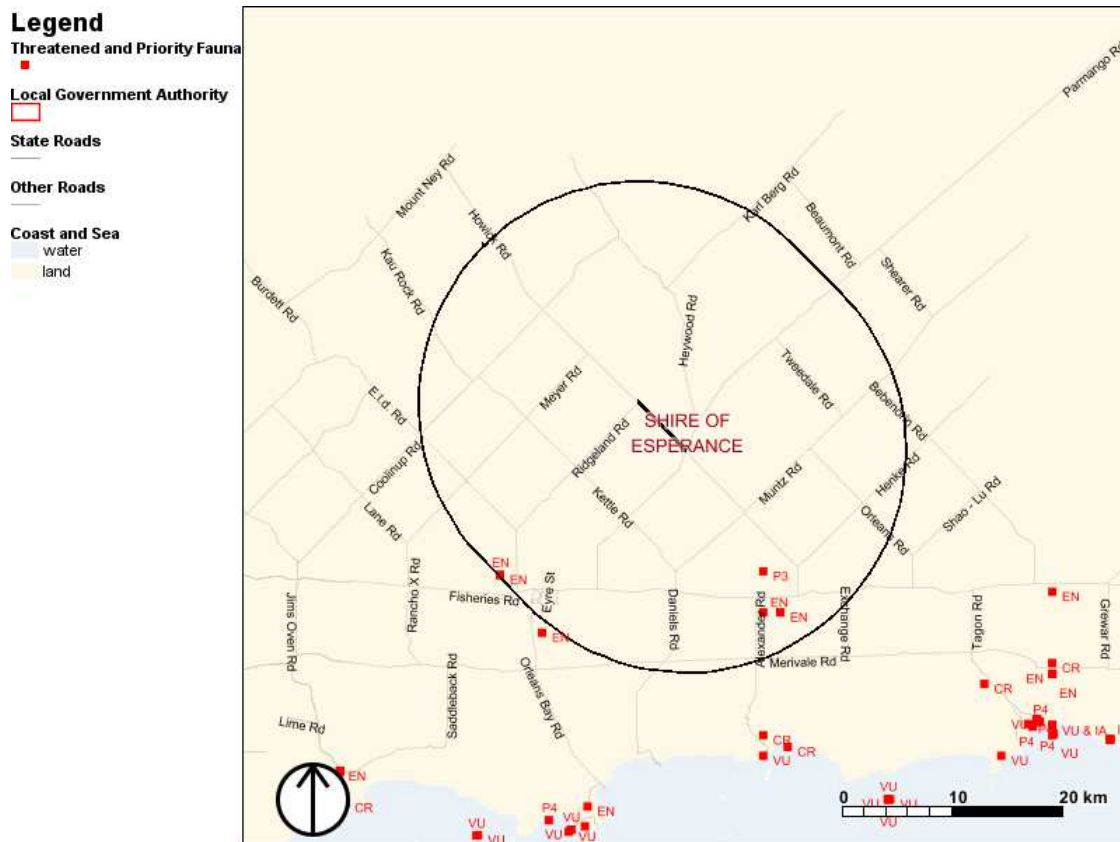 Legend
Threatened and Priority Fauna
Local Government Authority
State Roads
Other Roads
Coast and Sea
water
land
Parmango Rd
Mount Ney Rd
Karl Berg Rd
Howick Rd
Beaumont Rd
Kau Rock Rd
Shearer Rd
Burdett Rd
Heywood Rd
Tweedale Rd
Meyer Rd
E.l.d. Rd
Bebenorin Rd
SHIRE OF
ESPERANCE
Ridgeland Rd
Coolinup Rd
Muntz Rd
Henke Rd
Kettle Rd
Lane Rd
Orleans Rd
Shao - Lu Rd
EN
EN
P3
Rancho X Rd
Fisheries Rd
Eyre St
Jims Oven Rd
Daniels Rd
Alexander Rd
EN
EN
Exchange Rd
Tagon Rd
EN
Grewar Rd
EN
Merivale Rd
CR
EN
Saddleback Rd
Orleans Bay Rd
CR
EN
Lime Rd
P4
VU
P4
VU & IA
CR
CR
P4
P4
VU
VU
VU
EN
CR
VU
VU
VU
VU
0
10
20 km
P4
EN
VU
VU
VU
VU